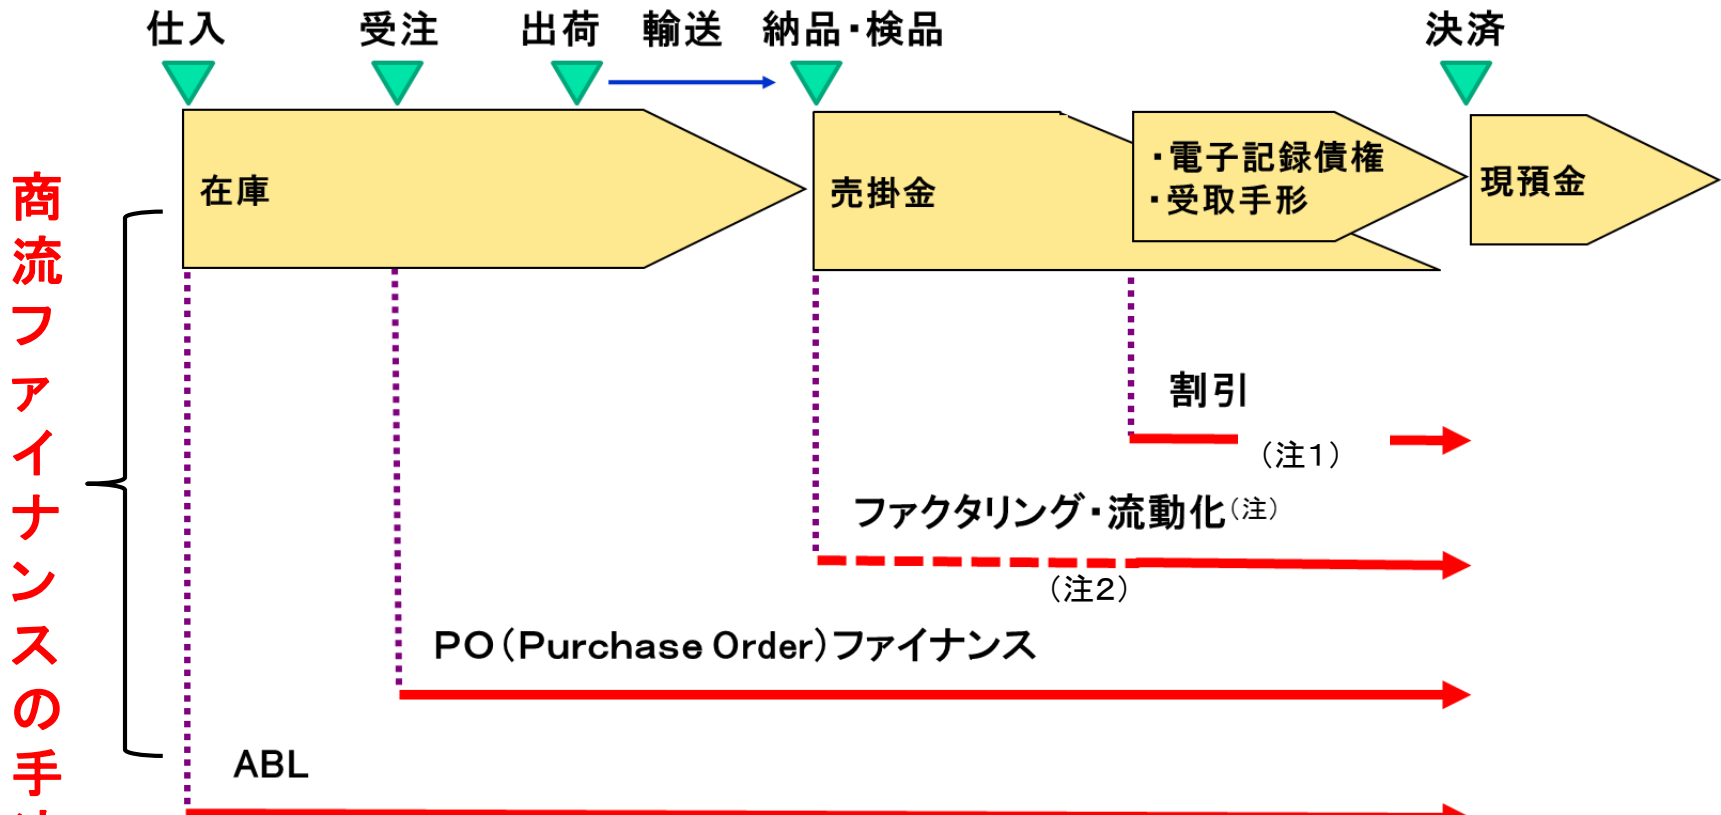 仕入
受注
出荷
輸送
納品・検品
決済
在庫
売掛金
・電子記録債権
・受取手形
現預金
商流ファイナンスの手
割引
（注１）
ファクタリング・流動化（注）
（注２）
PO（Purchase Order）ファイナンス
ABL